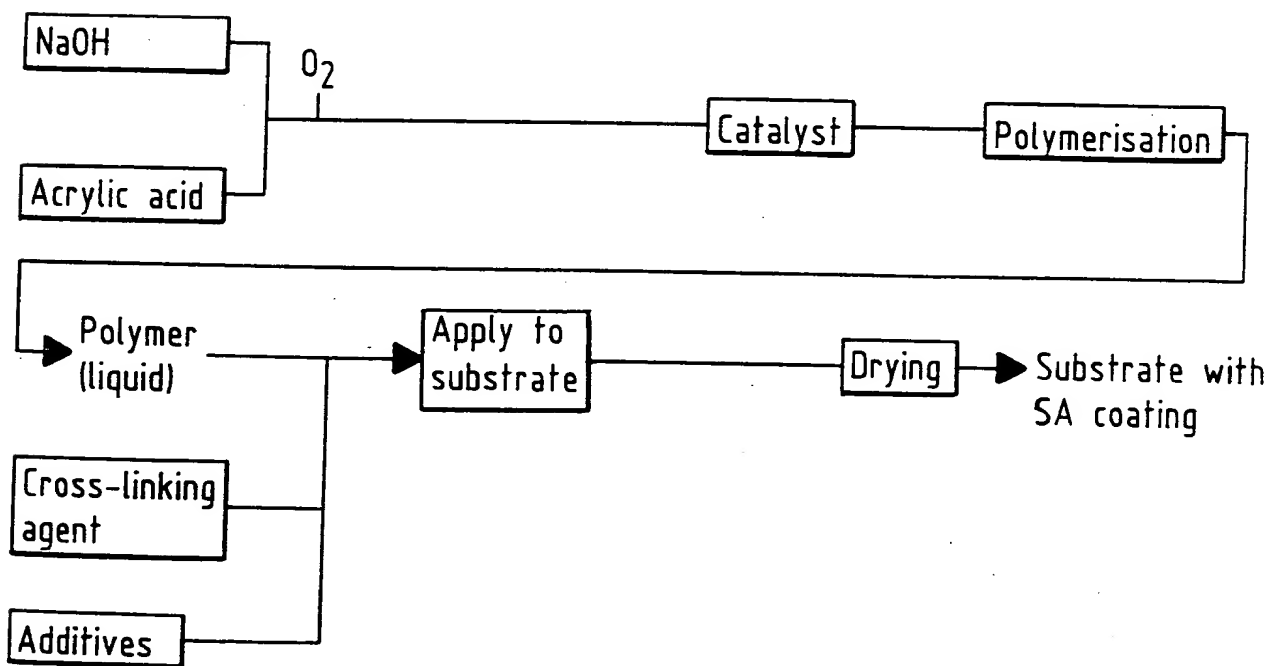 NaOH
O2
Catalyst
Polymerisation
Acrylic acid
Polymer
(liquid)
Apply to
substrate
Drying
Substrate with
SA coating
Cross-linking
agent
Additives